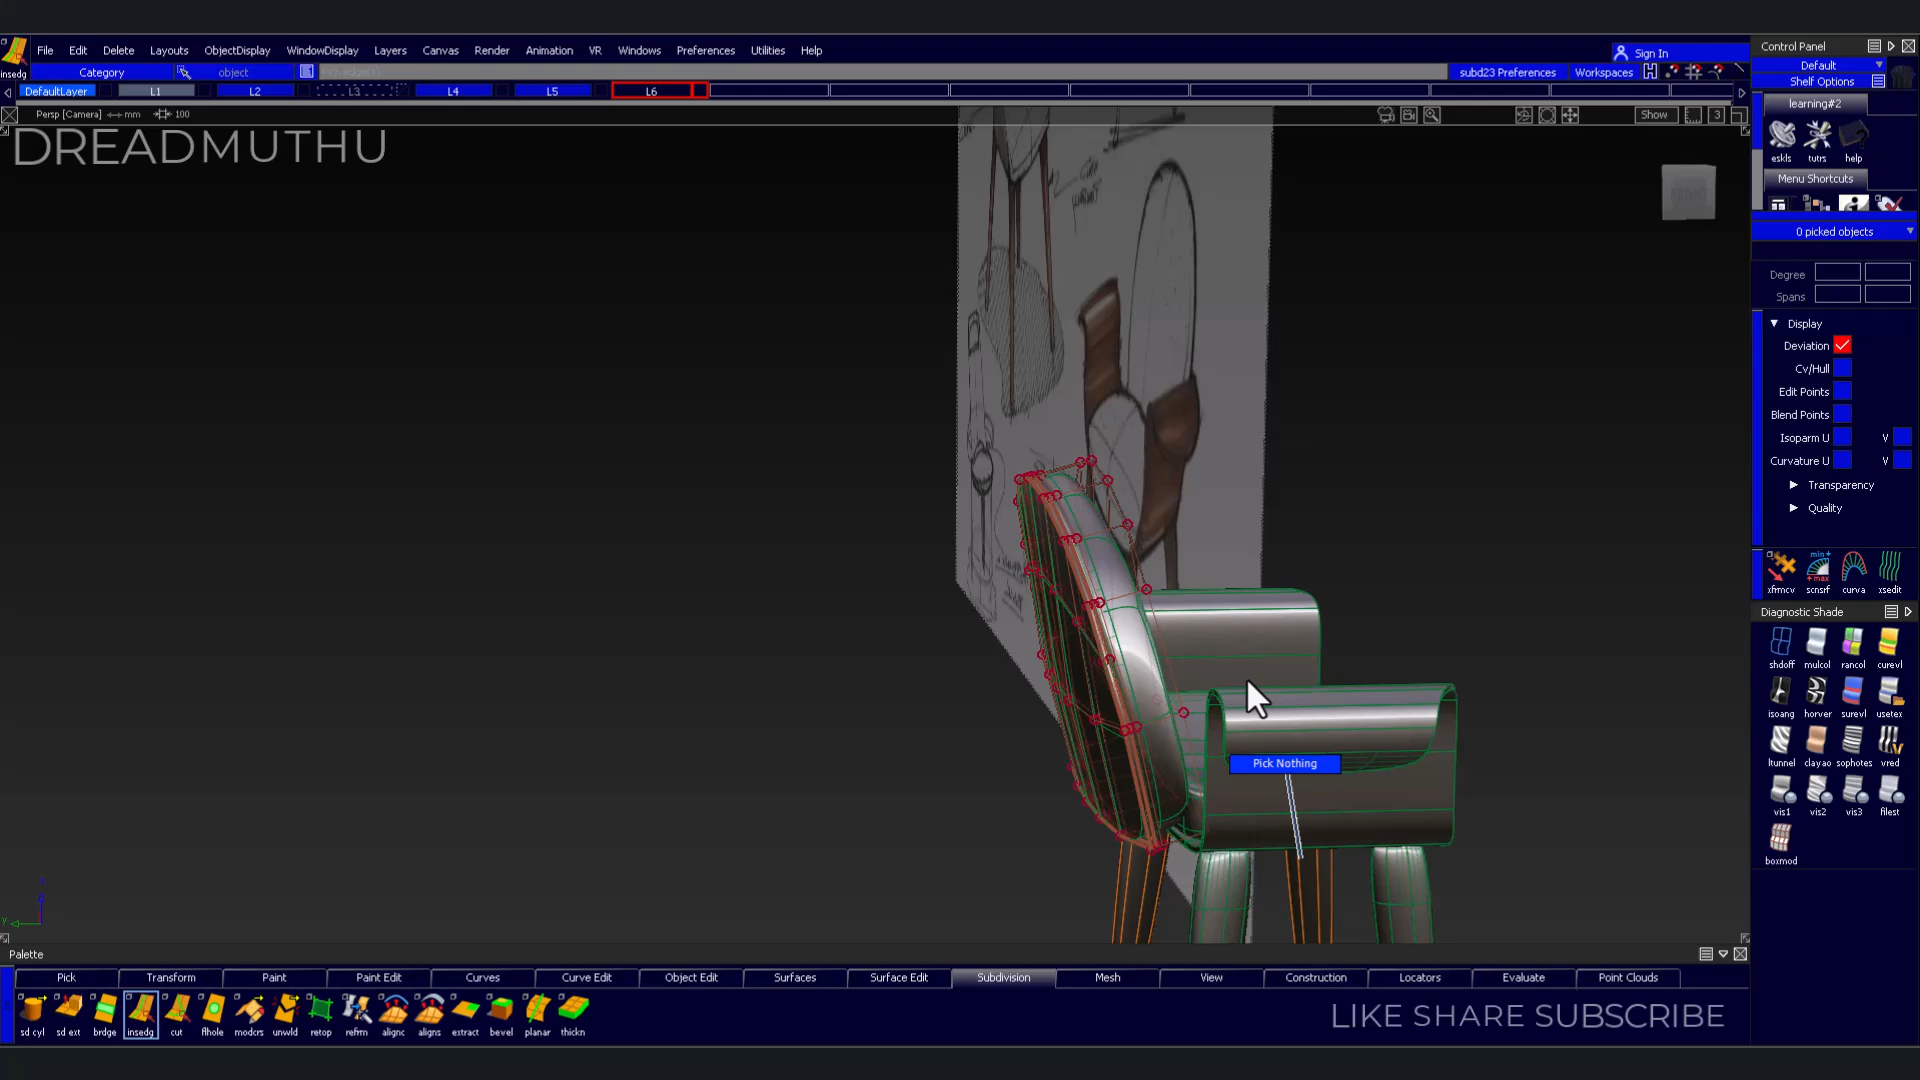 File Edit Delete Layouts ObjectDisplay WindowDisplay Layers Canvas Render Animation VR Windows Preferences Utilities Help
Sign In
Control Panel
insedg
Category
object
subd23 Preferences
Workspaces
Default
Shelf Options
DefaultLayer L1 L2 L3 L4 L5 L6
Persp [Camera] mm 100
Show
3
learning#2
DREADMUTHU
eskls tutrs help
Menu Shortcuts
0 picked objects
Degree
Spans
Display
Deviation
Cv/Hull
Edit Points
Blend Points
Isoparm U V
Curvature U V
Transparency
Quality
xfrmcv scnsrf curva xsedit
Diagnostic Shade
shdoff mulcol rancol curevl
isoang horver surevl usetex
ltunnel clayao sophotes vred
vis1 vis2 vis3 filest
boxmod
Pick Nothing
Palette
Pick Transform Paint Paint Edit Curves Curve Edit Object Edit Surfaces Surface Edit Subdivision Mesh View Construction Locators Evaluate Point Clouds
sd cyl sd ext brdge insedg cut flhole modcrs unwld retop refrm alignc aligns extract bevel planar thickn
LIKE SHARE SUBSCRIBE